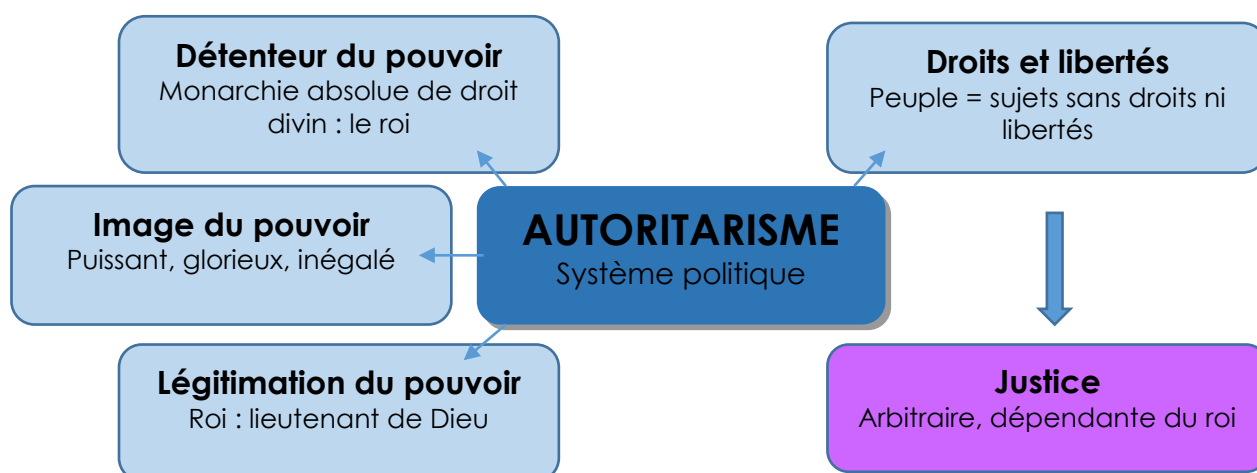 Détenteur du pouvoir
Monarchie absolue de droit
divin : le roi
Droits et libertés
Peuple = sujets sans droits ni
libertés
Image du pouvoir
Puissant, glorieux, inégalé
AUTORITARISME
Système politique
Légitimation du pouvoir
Roi : lieutenant de Dieu
Justice
Arbitraire, dépendante du roi